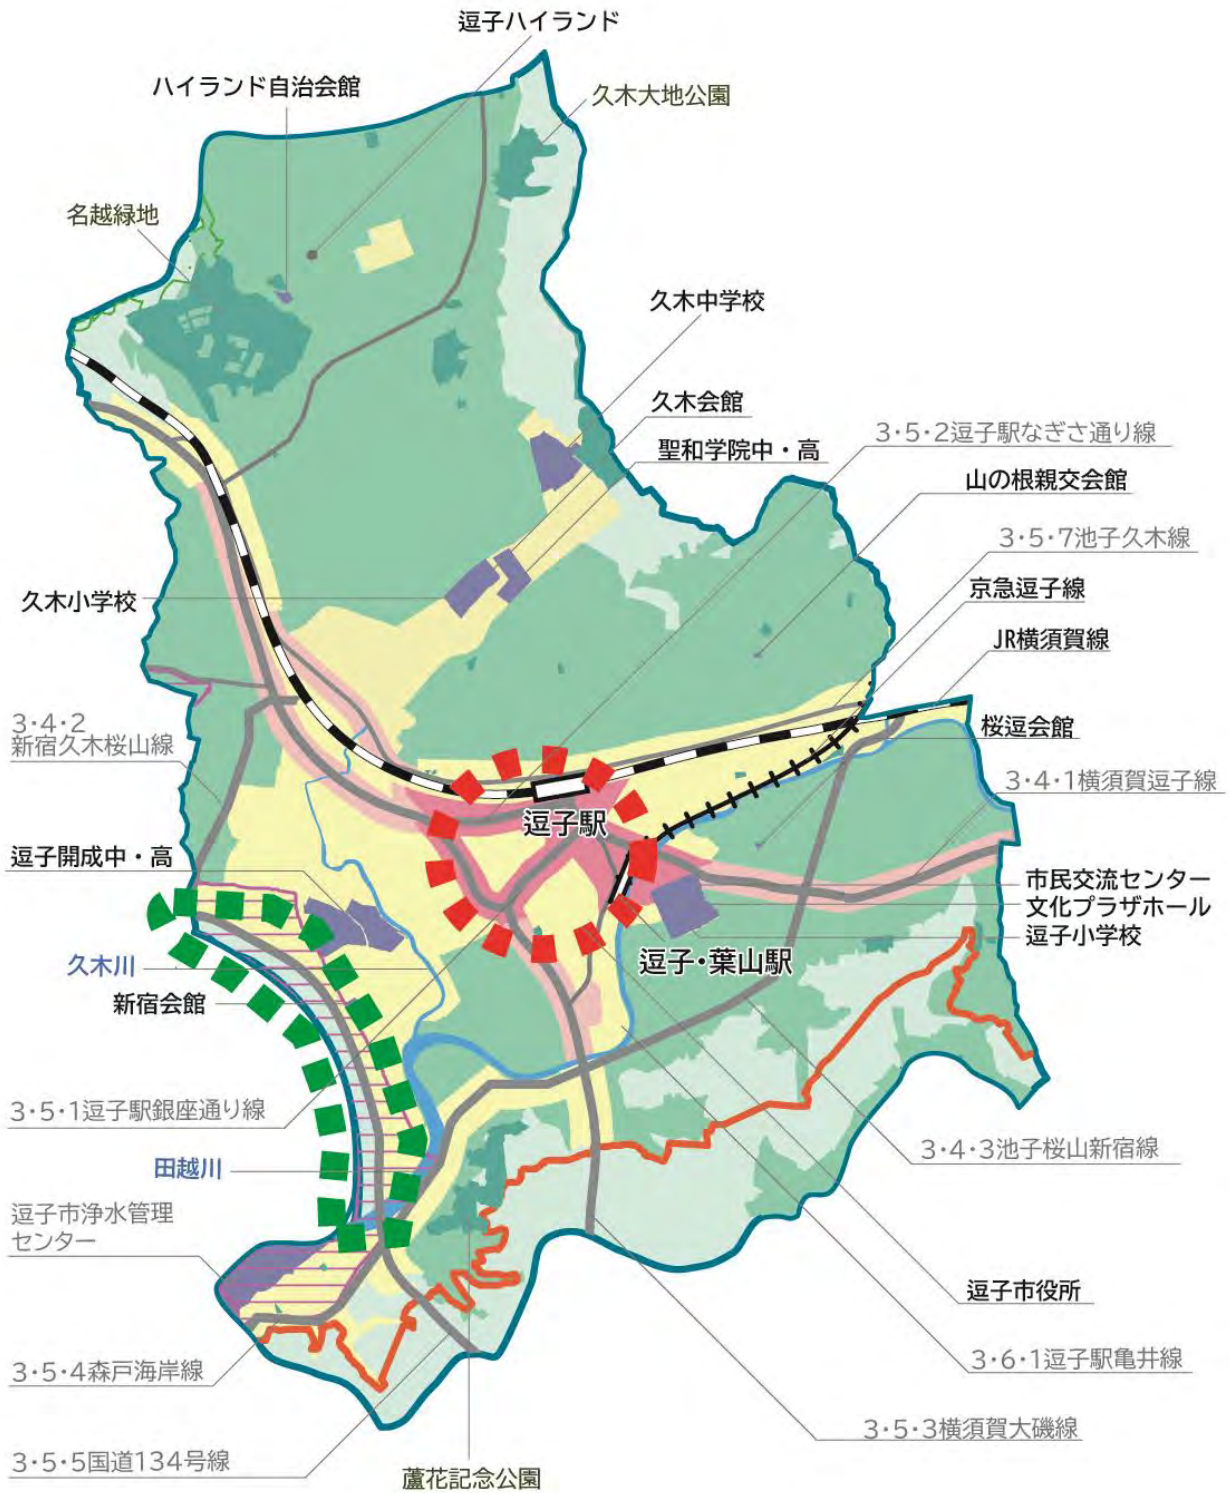 逗子ハイランド
ハイランド自治会館
久木大地公園
名越緑地
久木中学校
久木会館
3・5・2逗子駅なぎさ通り線
聖和学院中・高
山の根親交会館
3・5・7池子久木線
京急逗子線
久木小学校
JR横須賀線
3・4・2
新宿久木桜山線
桜逗会館
3・4・1横須賀逗子線
逗子駅
逗子開成中・高
市民交流センター
文化プラザホール
逗子小学校
逗子・葉山駅
久木川
新宿会館
3・5・1逗子駅銀座通り線
3・4・3池子桜山新宿線
田越川
逗子市浄水管理
センター
逗子市役所
3・6・1逗子駅亀井線
3・5・4森戸海岸線
3・5・3横須賀大磯線
3・5・5国道134号線
蘆花記念公園